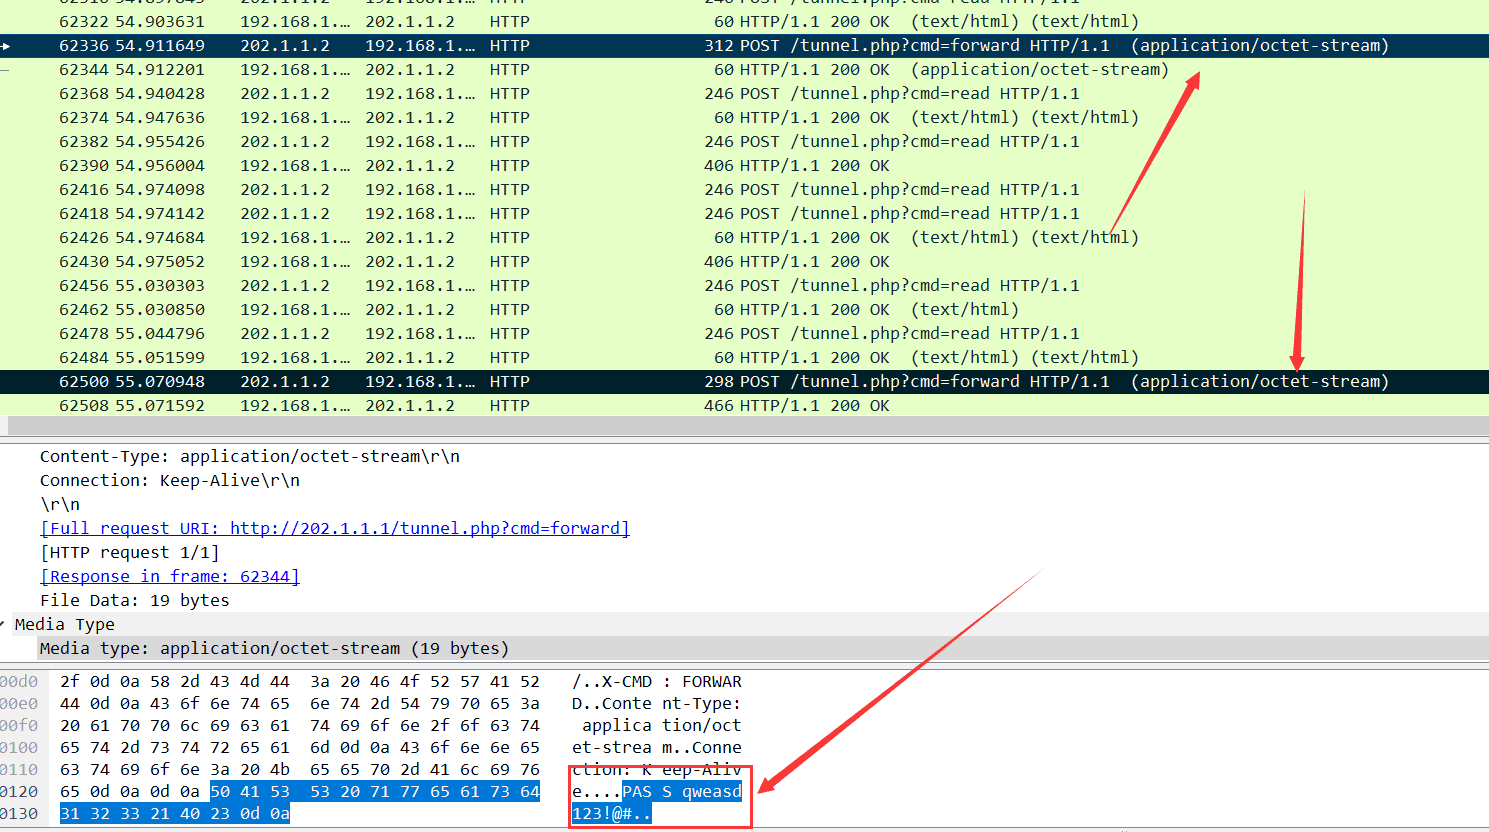 62322 54.903631 192.168.1.… 202.1.1.2 HTTP 60 HTTP/1.1 200 OK (text/html) (text/html)
62336 54.911649 202.1.1.2 192.168.1.… HTTP 312 POST /tunnel.php?cmd=forward HTTP/1.1 (application/octet-stream)
62344 54.912201 192.168.1.… 202.1.1.2 HTTP 60 HTTP/1.1 200 OK (application/octet-stream)
62368 54.940428 202.1.1.2 192.168.1.… HTTP 246 POST /tunnel.php?cmd=read HTTP/1.1
62374 54.947636 192.168.1.… 202.1.1.2 HTTP 60 HTTP/1.1 200 OK (text/html) (text/html)
62382 54.955426 202.1.1.2 192.168.1.… HTTP 246 POST /tunnel.php?cmd=read HTTP/1.1
62390 54.956004 192.168.1.… 202.1.1.2 HTTP 406 HTTP/1.1 200 OK
62416 54.974098 202.1.1.2 192.168.1.… HTTP 246 POST /tunnel.php?cmd=read HTTP/1.1
62418 54.974142 202.1.1.2 192.168.1.… HTTP 246 POST /tunnel.php?cmd=read HTTP/1.1
62426 54.974684 192.168.1.… 202.1.1.2 HTTP 60 HTTP/1.1 200 OK (text/html) (text/html)
62430 54.975052 192.168.1.… 202.1.1.2 HTTP 406 HTTP/1.1 200 OK
62456 55.030303 202.1.1.2 192.168.1.… HTTP 246 POST /tunnel.php?cmd=read HTTP/1.1
62462 55.030850 192.168.1.… 202.1.1.2 HTTP 60 HTTP/1.1 200 OK (text/html)
62478 55.044796 202.1.1.2 192.168.1.… HTTP 246 POST /tunnel.php?cmd=read HTTP/1.1
62484 55.051599 192.168.1.… 202.1.1.2 HTTP 60 HTTP/1.1 200 OK (text/html) (text/html)
62500 55.070948 202.1.1.2 192.168.1.… HTTP 298 POST /tunnel.php?cmd=forward HTTP/1.1 (application/octet-stream)
62508 55.071592 192.168.1.… 202.1.1.2 HTTP 466 HTTP/1.1 200 OK
Content-Type: application/octet-stream\r\n
Connection: Keep-Alive\r\n
\r\n
[Full request URI: http://202.1.1.1/tunnel.php?cmd=forward]
[HTTP request 1/1]
[Response in frame: 62344]
File Data: 19 bytes
Media Type
Media type: application/octet-stream (19 bytes)
00d0 2f 0d 0a 58 2d 43 4d 44 3a 20 46 4f 52 57 41 52 /..X-CMD : FORWAR
00e0 44 0d 0a 43 6f 6e 74 65 6e 74 2d 54 79 70 65 3a D..Conte nt-Type:
00f0 20 61 70 70 6c 69 63 61 74 69 6f 6e 2f 6f 63 74 applica tion/oct
0100 65 74 2d 73 74 72 65 61 6d 0d 0a 43 6f 6e 6e 65 et-strea m..Conne
0110 63 74 69 6f 6e 3a 20 4b 65 65 70 2d 41 6c 69 76 ction: K eep-Aliv
0120 65 0d 0a 0d 0a 50 41 53 53 20 71 77 65 61 73 64 e....PAS S qweasd
0130 31 32 33 21 40 23 0d 0a 123!@#..